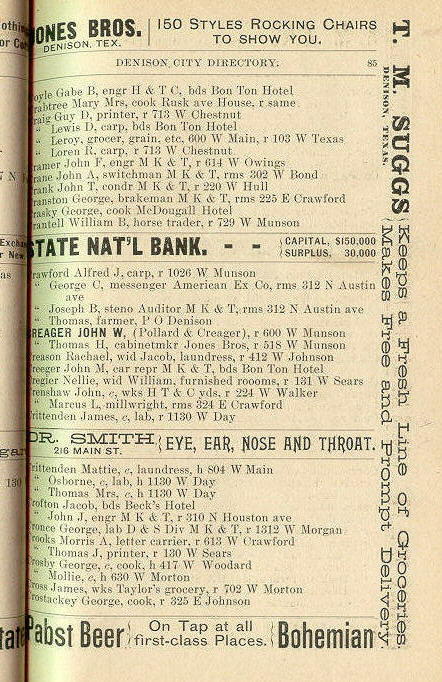 JONES BROS.
DENISON, TEX.
150 STYLES ROCKING CHAIRS
TO SHOW YOU.
DENISON CITY DIRECTORY. 85
oyle Gabe B, engr H & T C, bds Bon Ton Hotel
rabtree Mary Mrs, cook Rusk ave House, r same
raig Guy D, printer, r 713 W Chestnut
" Lewis D, carp, bds Bon Ton Hotel
" Leroy, grocer, grain, etc, 600 W Main, r 103 W Texas
" Loren R, carp, r 713 W Chestnut
ramer John F, engr M K & T, r 614 W Owings
rane John A, switchman M K & T, rms 302 W Bond
rank John T, condr M K & T, r 220 W Hull
ranston George, brakeman M K & T, rms 225 E Crawford
rasky George, cook McDougall Hotel
rantell William B, horse trader, r 729 W Munson
STATE NAT'L BANK. - - { CAPITAL, $150,000
SURPLUS, 30,000
rawford Alfred J, carp, r 1026 W Munson
" George C, messenger American Ex Co, rms 312 N Austin
ave
" Joseph B, steno Auditor M K & T, rms 312 N Austin ave
" Thomas, farmer, P O Denison
CREAGER JOHN W. (Pollard & Creager), r 600 W Munson
" Thomas H, cabinetmkr Jones Bros, r 518 W Munson
reason Rachael, wid Jacob, laundress, r 412 W Johnson
reeger John M, car repr M K & T, bds Bon Ton Hotel
regier Nellie, wid William, furnished roooms, r 131 W Sears
renshaw John, c, wks H T & C yds, r 224 W Walker
" Marcus L, millwright, rms 324 E Crawford
rittenden James, c, lab, r 1130 W Day
DR. SMITH
216 MAIN ST.
{ EYE, EAR, NOSE AND THROAT.
rittenden Mattie, c, laundress, h 804 W Main
" Osborne, c, lab, h 1130 W Day
" Thomas Mrs, c, h 1130 W Day
rofton Jacob, bds Beck's Hotel
" John J, engr M K & T, r 310 N Houston ave
ronce George, lab D & S Div M K & T, r 1312 W Morgan
rooks Morris A, letter carrier, r 613 W Crawford
" Thomas J, printer, r 130 W Sears
rosby George, c, cook, h 417 W Woodard
" Mollie, c, h 630 W Morton
ross James, wks Taylor's grocery, r 702 W Morton
rostackey George, cook, r 325 E Johnson
Pabst Beer { On Tap at all
first-class Places. } Bohemian
T. M. SUGGS
DENISON, TEXAS.
{ Keeps a Fresh Line of Groceries.
Makes Free and Prompt Delivery.